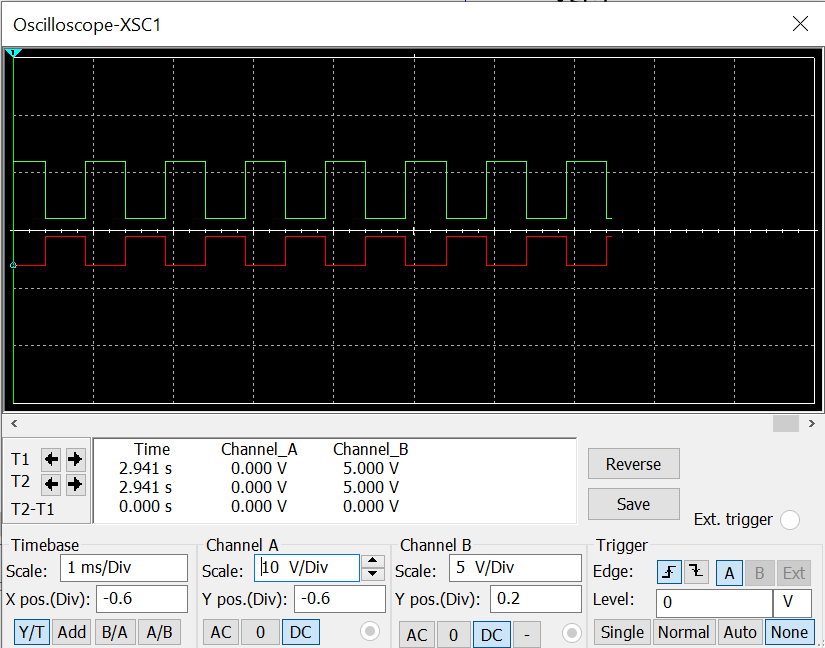 Oscilloscope-XSC1
1
Time Channel_A Channel_B
T1 2.941 s 0.000 V 5.000 V
T2 2.941 s 0.000 V 5.000 V
T2-T1 0.000 s 0.000 V 0.000 V
Reverse
Save
Ext. trigger
Timebase
Scale: 1 ms/Div
X pos.(Div): -0.6
Y/T Add B/A A/B
Channel A
Scale: 10 V/Div
Y pos.(Div): -0.6
AC 0 DC
Channel B
Scale: 5 V/Div
Y pos.(Div): 0.2
AC 0 DC -
Trigger
Edge: A B Ext
Level: 0 V
Single Normal Auto None